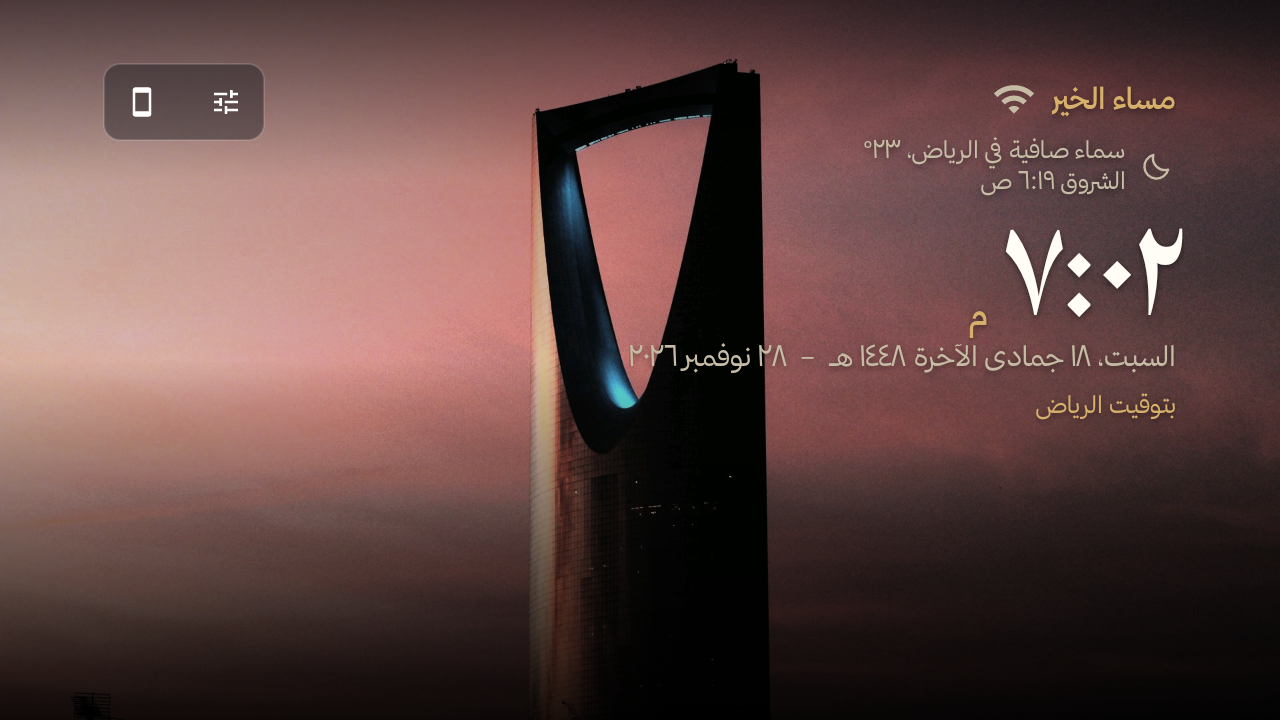 مساء الخير
سماء صافية في الرياض، ٢٣°
الشروق ٦:١٩ ص
٧:٠٢ م
السبت، ١٨ جمادى الآخرة ١٤٤٨ هـ – ٢٨ نوفمبر ٢٠٢٦
بتوقيت الرياض